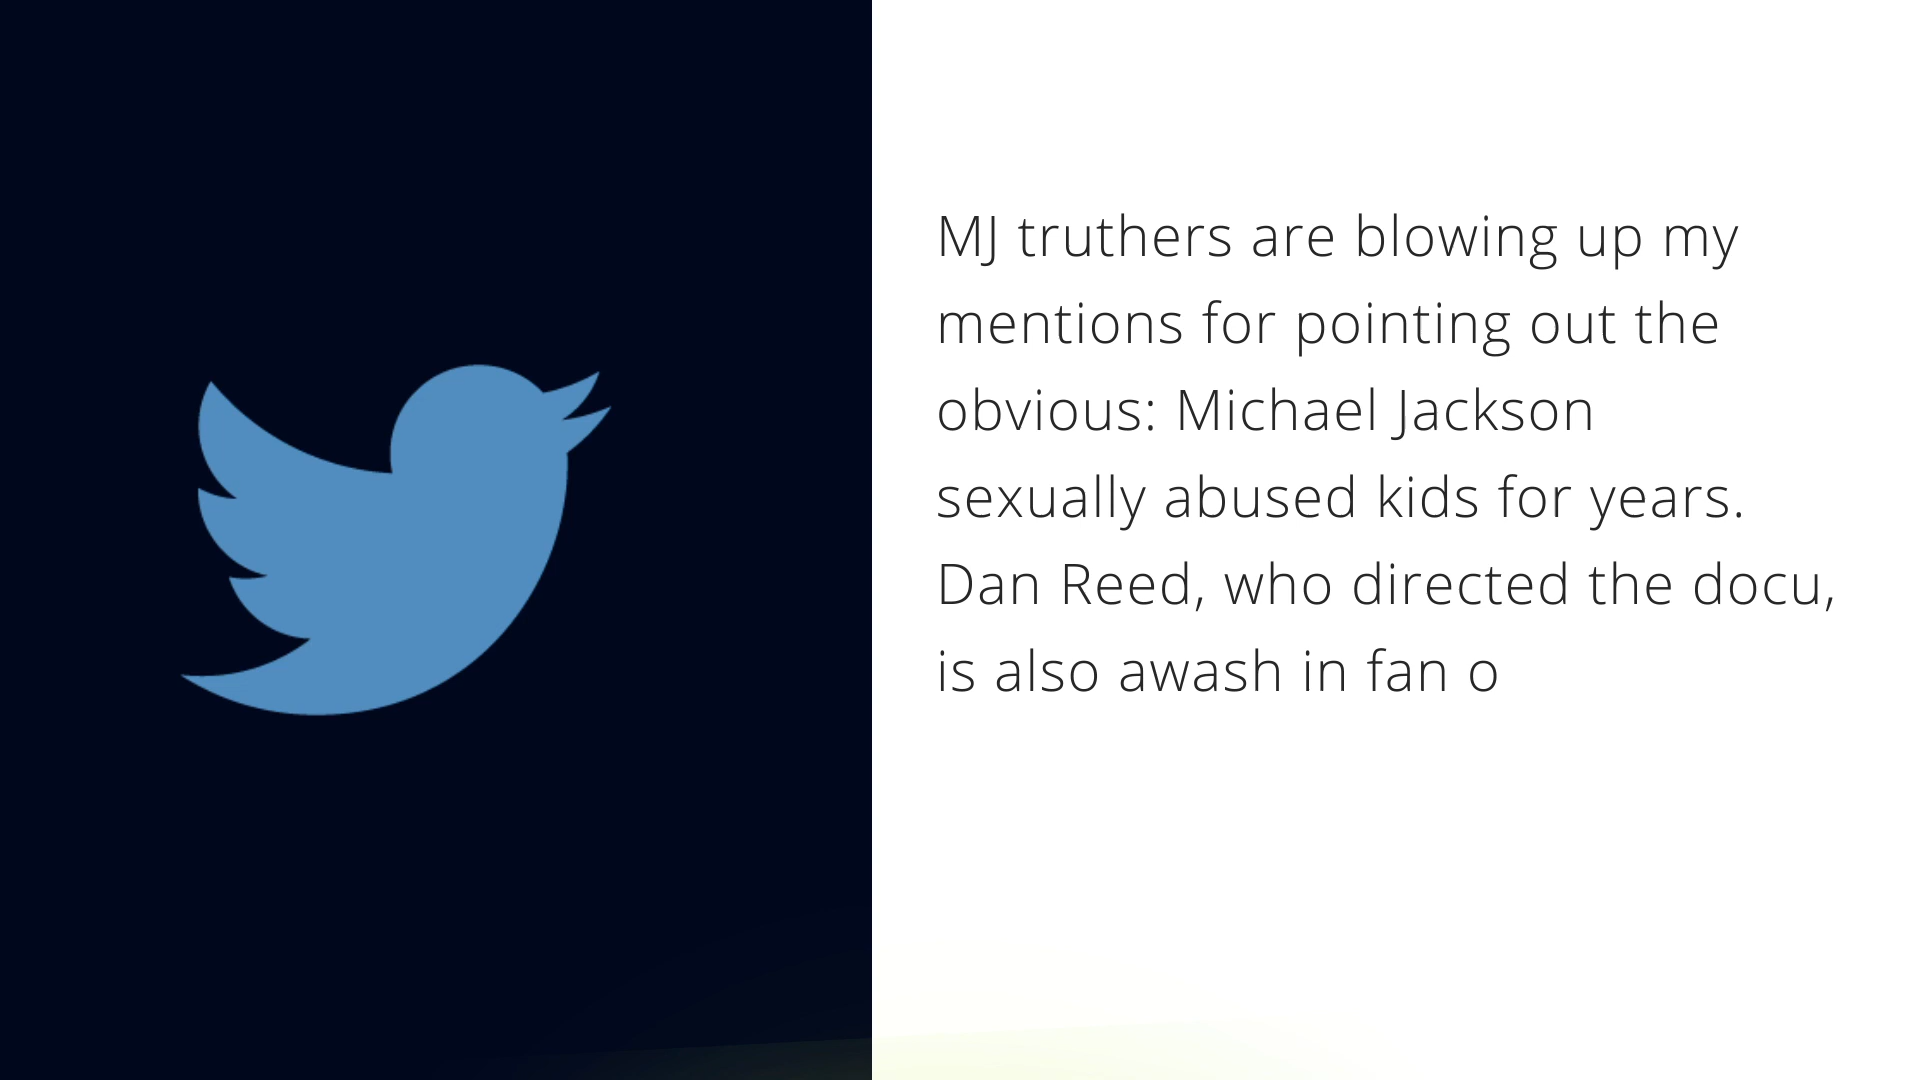 MJ truthers are blowing up my
mentions for pointing out the
obvious: Michael Jackson
sexually abused kids for years.
Dan Reed, who directed the docu,
is also awash in fan o